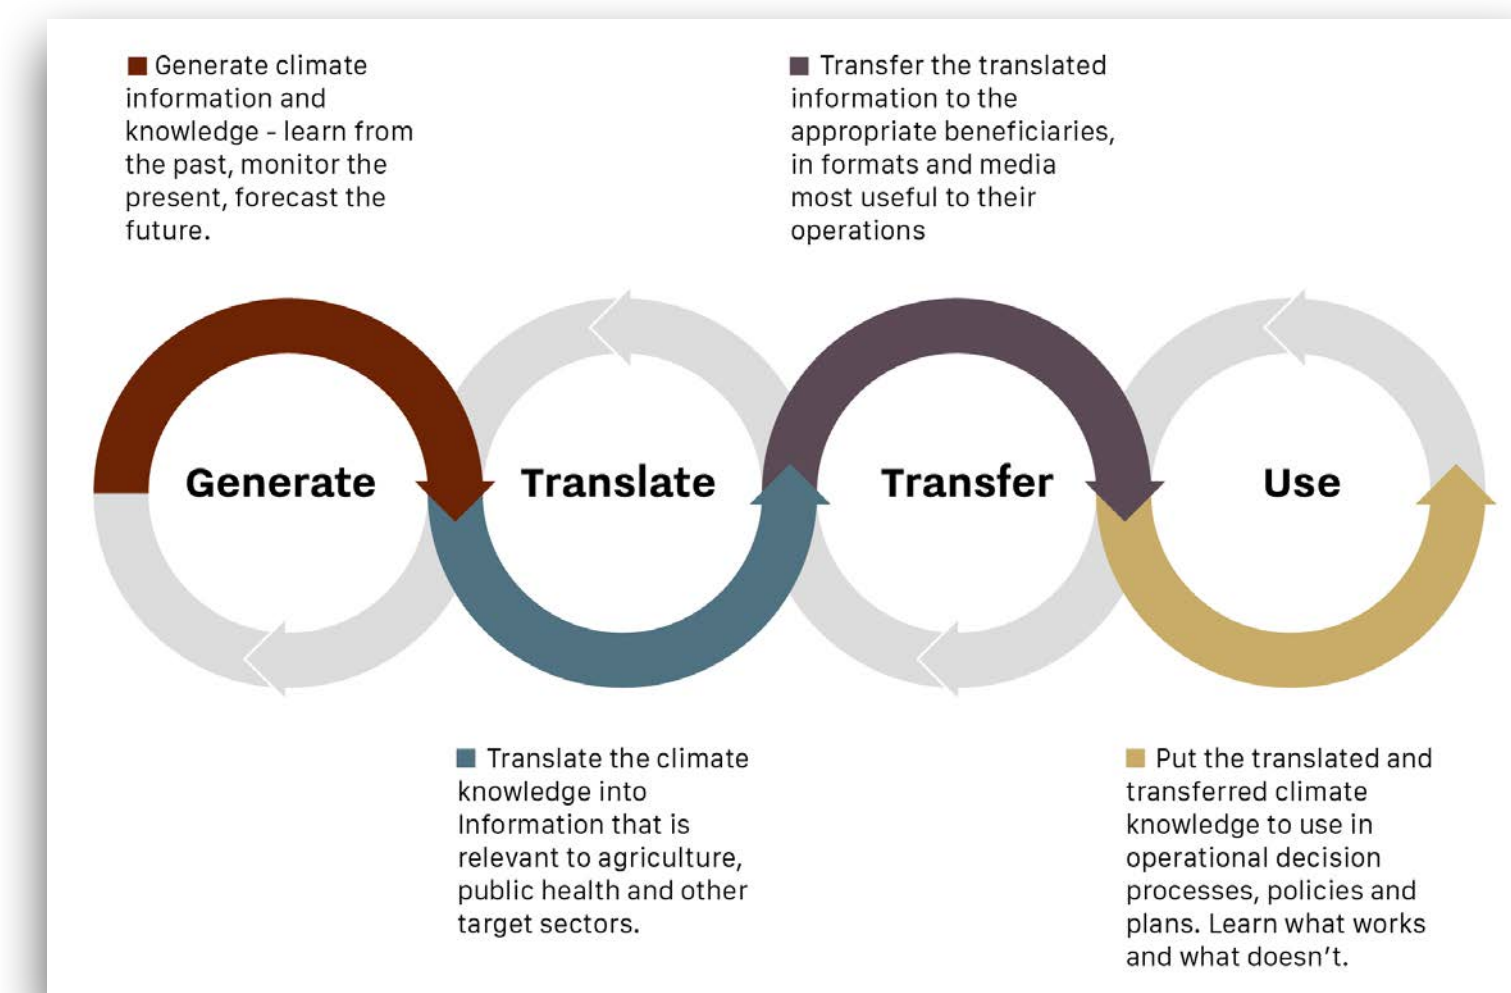 Generate climate
information and
knowledge - learn from
the past, monitor the
present, forecast the
future.
Transfer the translated
information to the
appropriate beneficiaries,
in formats and media
most useful to their
operations
Generate
Translate
Transfer
Use
Translate the climate
knowledge into
Information that is
relevant to agriculture,
public health and other
target sectors.
Put the translated and
transferred climate
knowledge to use in
operational decision
processes, policies and
plans. Learn what works
and what doesn't.